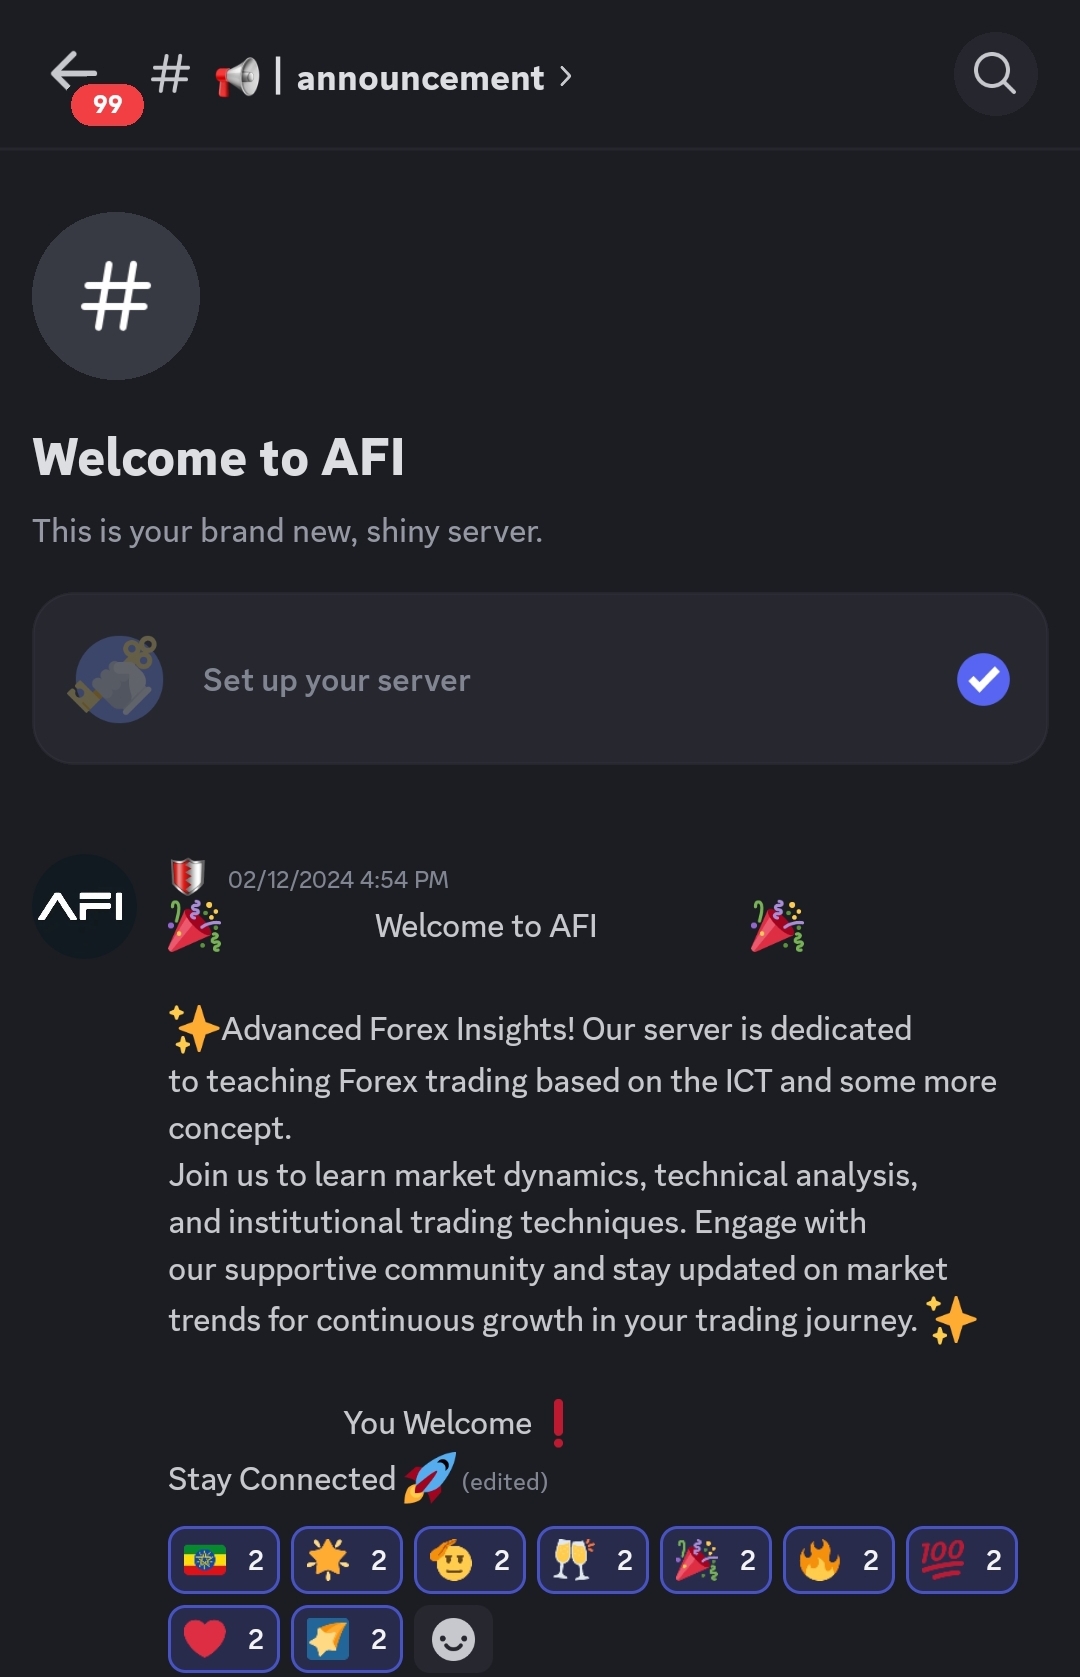 99
# 📢 | announcement >
#
Welcome to AFI
This is your brand new, shiny server.
Set up your server
AFI
02/12/2024 4:54 PM
🎉 Welcome to AFI 🎉
✨Advanced Forex Insights! Our server is dedicated
to teaching Forex trading based on the ICT and some more
concept.
Join us to learn market dynamics, technical analysis,
and institutional trading techniques. Engage with
our supportive community and stay updated on market
trends for continuous growth in your trading journey. ✨
You Welcome ❗
Stay Connected 🚀 (edited)
🇪🇹 2 🌟 2 🫡 2 🥂 2 🎉 2 🔥 2 💯 2
❤️ 2 🌠 2